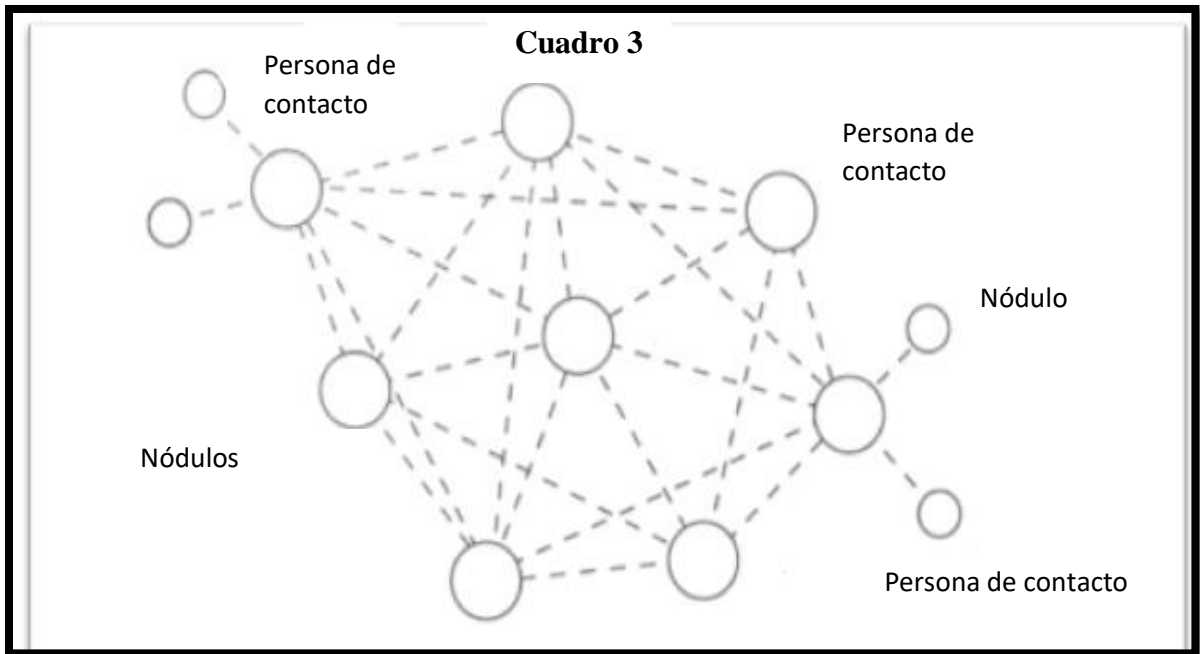 Cuadro 3
Persona de
contacto
Persona de
contacto
Nódulo
Nódulos
Persona de contacto